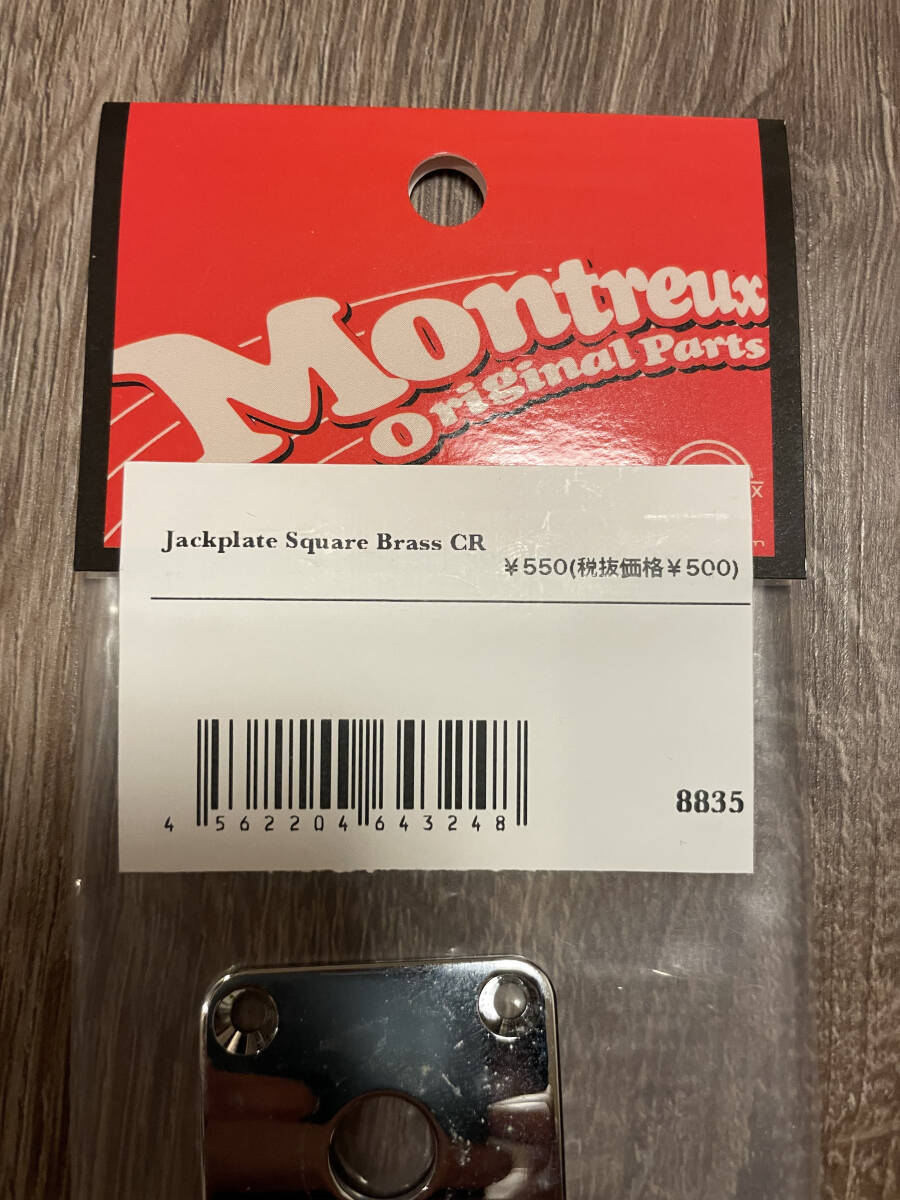 Montreux
Original Parts
Jackplate Square Brass CR
¥550(税抜価格¥500)
4 562204 643248
8835